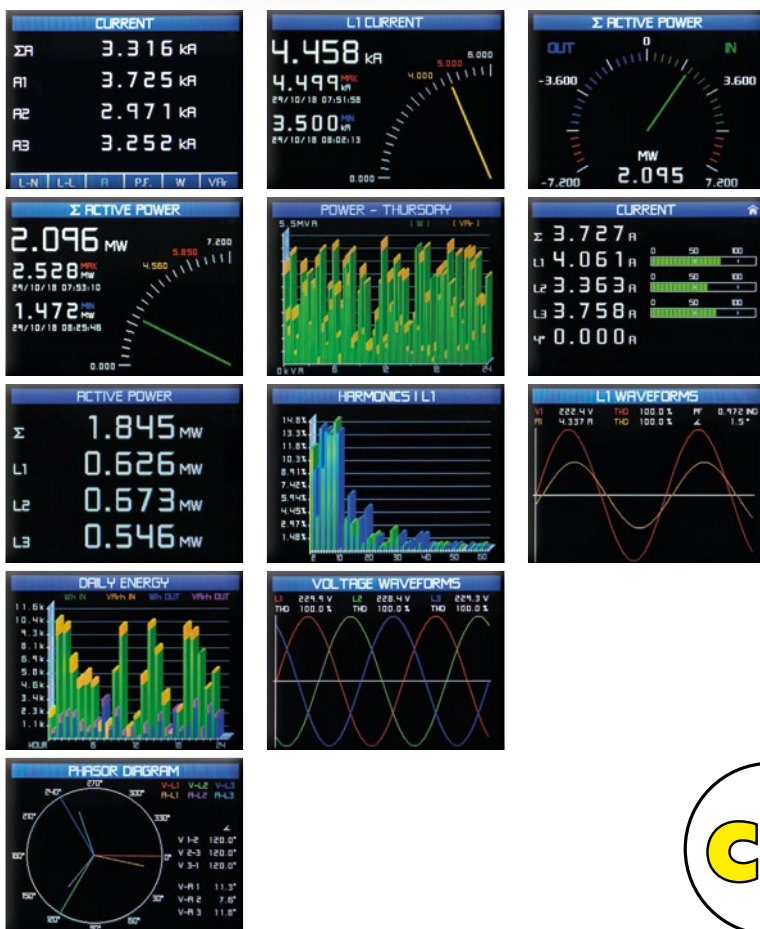 CURRENT
ΣA 3.316 kA
A1 3.725 kA
A2 2.971 kA
A3 3.252 kA
L-N L-L A P.F. W VAr
L1 CURRENT
4.458 kA
4.499 MAX kA
29/10/18 07:51:58
3.500 MIN kA
29/10/18 08:02:13
0.000
4.000
5.000
6.000
Σ ACTIVE POWER
OUT 0 IN
-3.600 3.600
MW
-7.200 2.095 7.200
Σ ACTIVE POWER
2.096 MW
2.528 MAX MW
29/10/18 07:53:10
1.472 MIN MW
29/10/18 08:25:46
0.000
4.560
5.850
7.200
POWER - THURSDAY
5.5MVA [W] [VAr]
0kVA 6 12 18 24
CURRENT
Σ 3.727 A
0 50 100
L1 4.061 A
0 50 100
L2 3.363 A
0 50 100
L3 3.758 A
0.000 A
ACTIVE POWER
Σ 1.845 MW
L1 0.626 MW
L2 0.673 MW
L3 0.546 MW
HARMONICS I L1
14.8%
13.3%
11.8%
10.3%
8.91%
7.42%
5.94%
4.45%
2.97%
1.48%
2 10 20 30 40 50 60
L1 WAVEFORMS
V1 222.4 V THD 100.0 % PF 0.972 IND
A1 4.337 A THD 100.0 % ∠ 1.5°
DAILY ENERGY
Wh IN VArh IN Wh OUT VArh OUT
11.6k
10.4k
9.3k
8.1k
6.9k
5.8k
4.6k
3.4k
2.3k
1.1k
HOUR 6 12 18 24
VOLTAGE WAVEFORMS
L1 229.9 V L2 228.4 V L3 229.3 V
THD 100.0 % THD 100.0 % THD 100.0 %
PHASOR DIAGRAM
V-L1 V-L2 V-L3
A-L1 A-L2 A-L3
270°
240° 300°
210° 330°
∠
V 1-2 120.0°
180° 0° V 2-3 120.0°
V 3-1 120.0°
V-A 1 11.3°
150° 30° V-A 2 7.6°
V-A 3 11.8°
120° 60°
90°
C